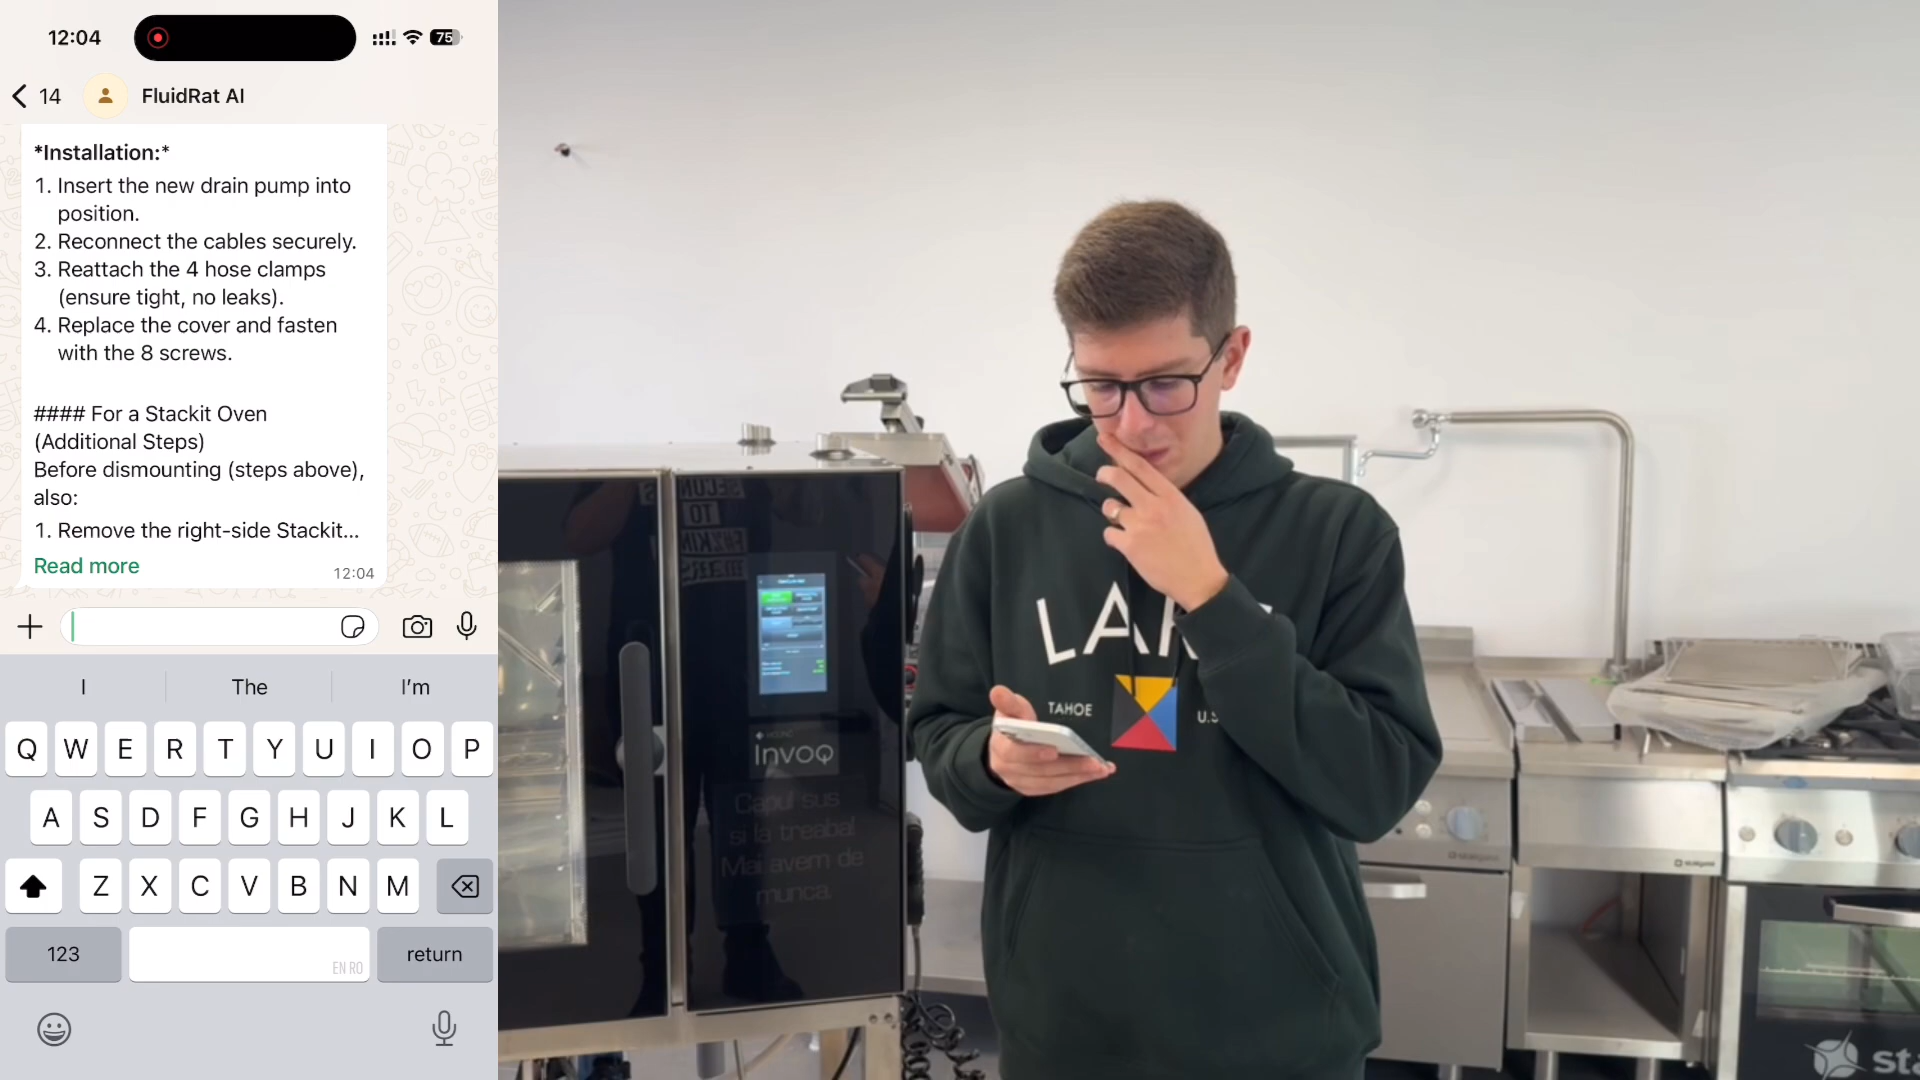 12:04
75
14
FluidRat AI
*Installation:*
1. Insert the new drain pump into
position.
2. Reconnect the cables securely.
3. Reattach the 4 hose clamps
(ensure tight, no leaks).
4. Replace the cover and fasten
with the 8 screws.
#### For a Stackit Oven
(Additional Steps)
Before dismounting (steps above),
also:
1. Remove the right-side Stackit...
Read more
12:04
I
The
I'm
Q W E R T Y U I O P
A S D F G H J K L
Z X C V B N M
123
EN RO
return
Invoq
Capul sus
si la treaba!
Mai avem de
munca.
TAHOE